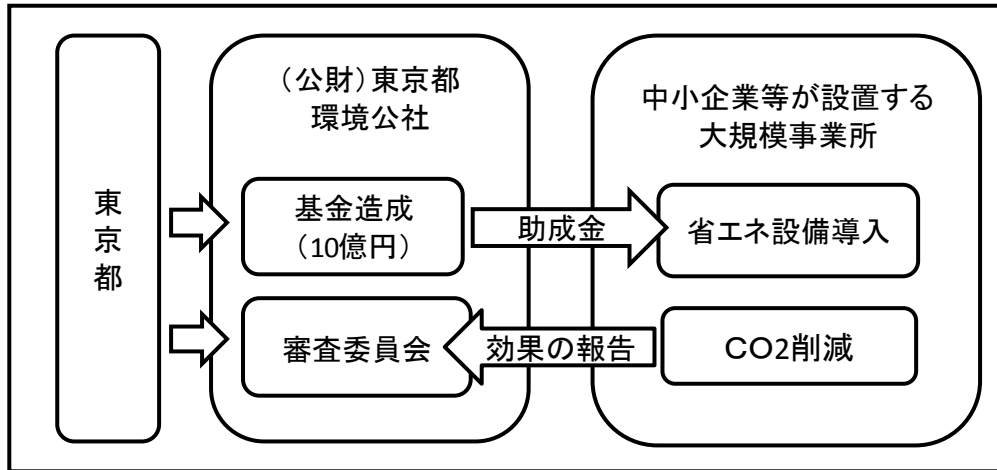 東京都
（公財）東京都
環境公社
基金造成
（10億円）
審査委員会
助成金
効果の報告
中小企業等が設置する
大規模事業所
省エネ設備導入
CO2削減